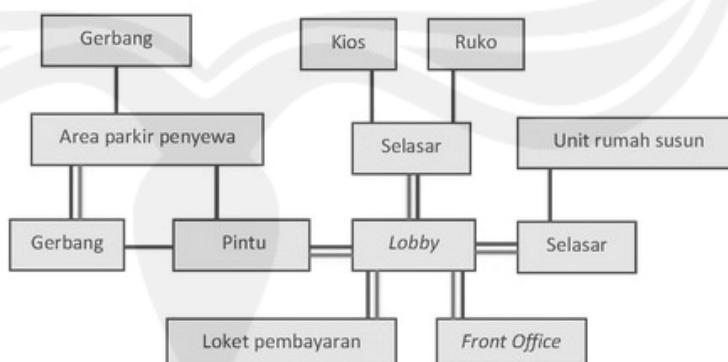 Gerbang
Kios
Ruko
Area parkir penyewa
Selasar
Unit rumah susun
Gerbang
Pintu
Lobby
Selasar
Loket pembayaran
Front Office